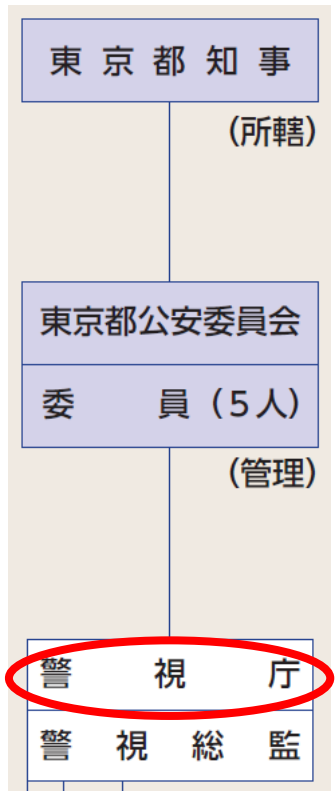 東京都知事
(所轄)
東京都公安委員会
委員(5人)
(管理)
警視庁
警視総監